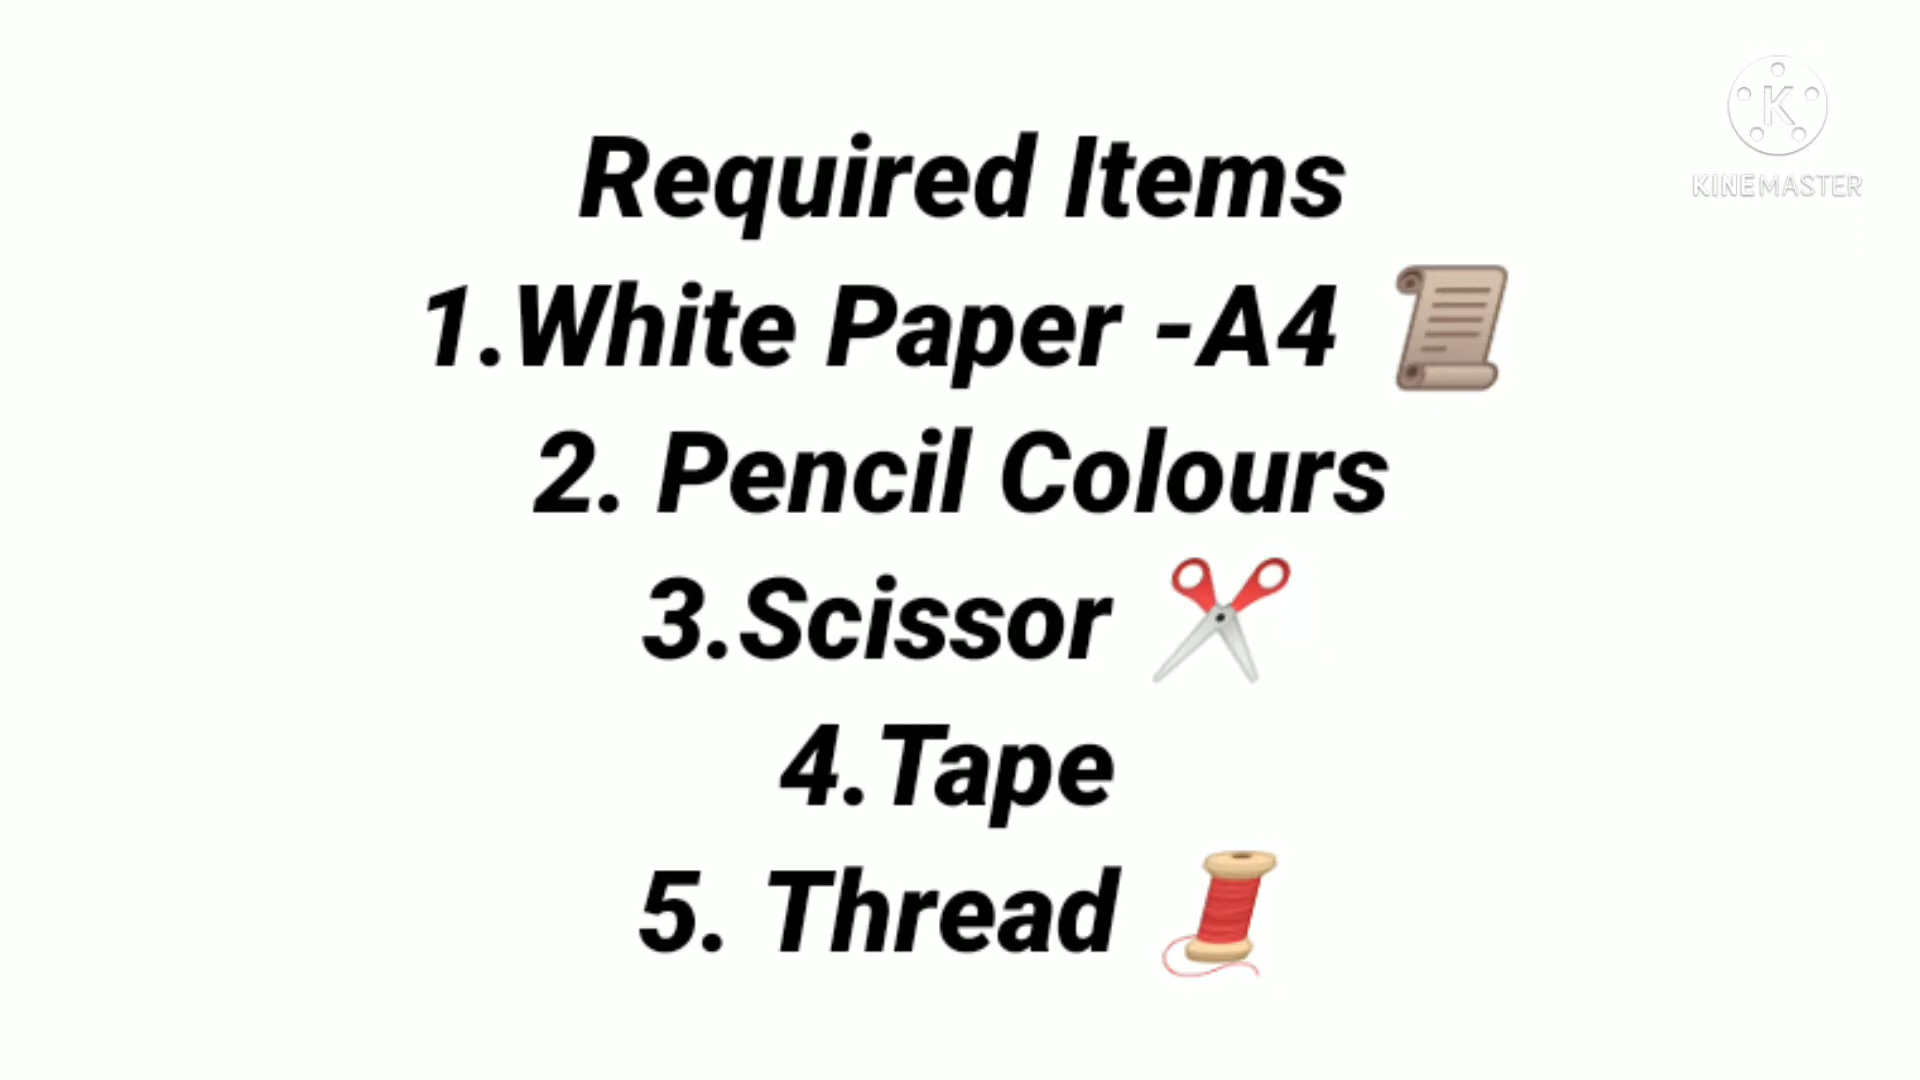 Required Items
1.White Paper -A4 📜
2. Pencil Colours
3.Scissor ✂️
4.Tape
5. Thread 🧵
K
KINEMASTER